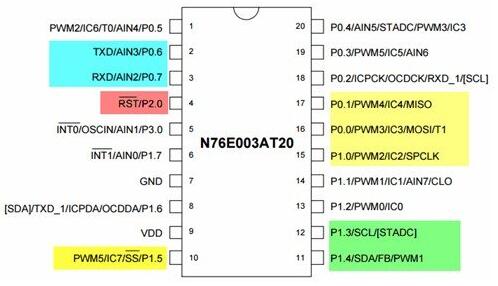 PWM2/IC6/T0/AIN4/P0.5
1
20
P0.4/AIN5/STADC/PWM3/IC3
TXD/AIN3/P0.6
2
19
P0.3/PWM5/IC5/AIN6
RXD/AIN2/P0.7
3
18
P0.2/ICPCK/OCDCK/RXD_1/[SCL]
RST/P2.0
4
17
P0.1/PWM4/IC4/MISO
INT0/OSCIN/AIN1/P3.0
5
16
P0.0/PWM3/IC3/MOSI/T1
N76E003AT20
INT1/AIN0/P1.7
6
15
P1.0/PWM2/IC2/SPCLK
GND
7
14
P1.1/PWM1/IC1/AIN7/CLO
[SDA]/TXD_1/ICPDA/OCDDA/P1.6
8
13
P1.2/PWM0/IC0
VDD
9
12
P1.3/SCL/[STADC]
PWM5/IC7/SS/P1.5
10
11
P1.4/SDA/FB/PWM1